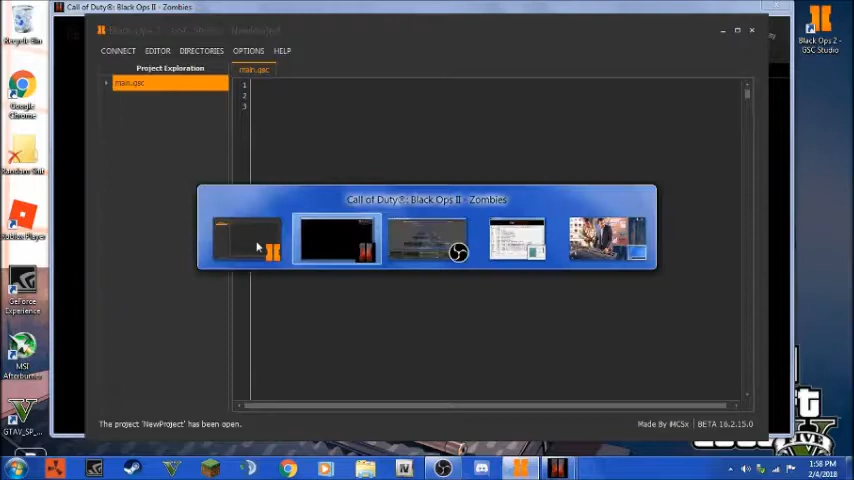 Call of Duty®: Black Ops II - Zombies
Recycle Bin
Google Chrome
Roblox Player
GeForce Experience
MSI Afterburner
GTAV_SP_...
Black Ops 2 - GSC Studio
CONNECT EDITOR DIRECTORIES OPTIONS HELP
Project Exploration
main.gsc
main.gsc
1
2
3
Call of Duty®: Black Ops II - Zombies
The project 'NewProject' has been open.
Made By iMCSx
BETA 16.2.15.0
V
FIVE
IV
1:58 PM
2/4/2018